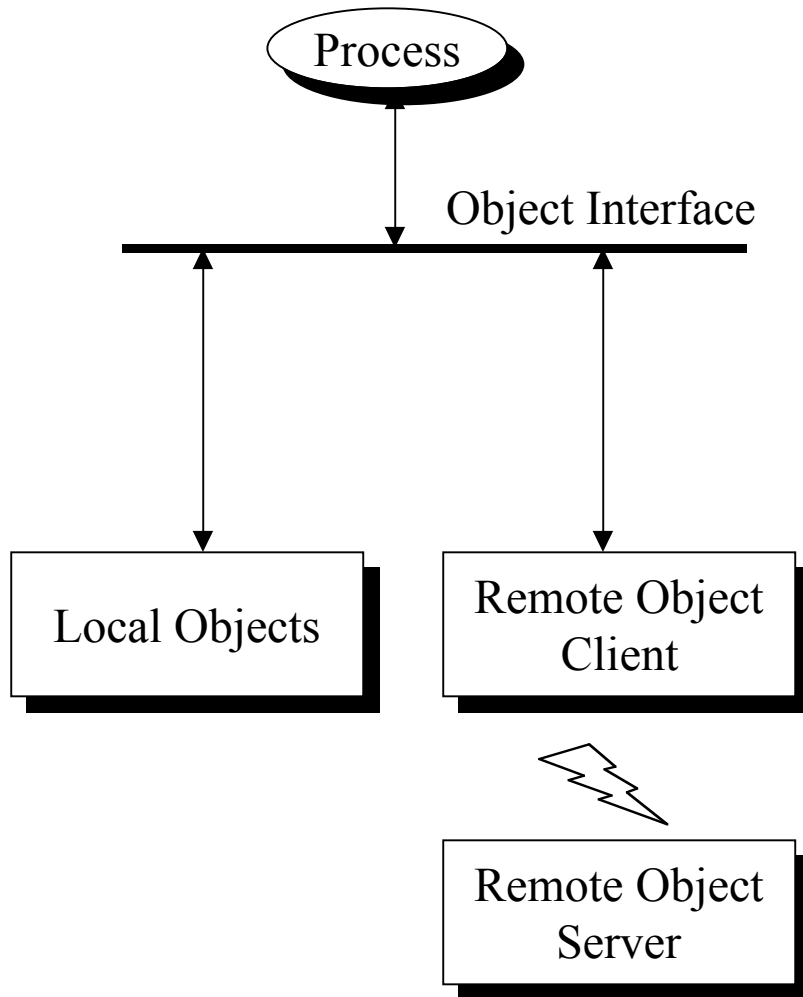 Process
Object Interface
Local Objects
Remote Object
Client
Remote Object
Server